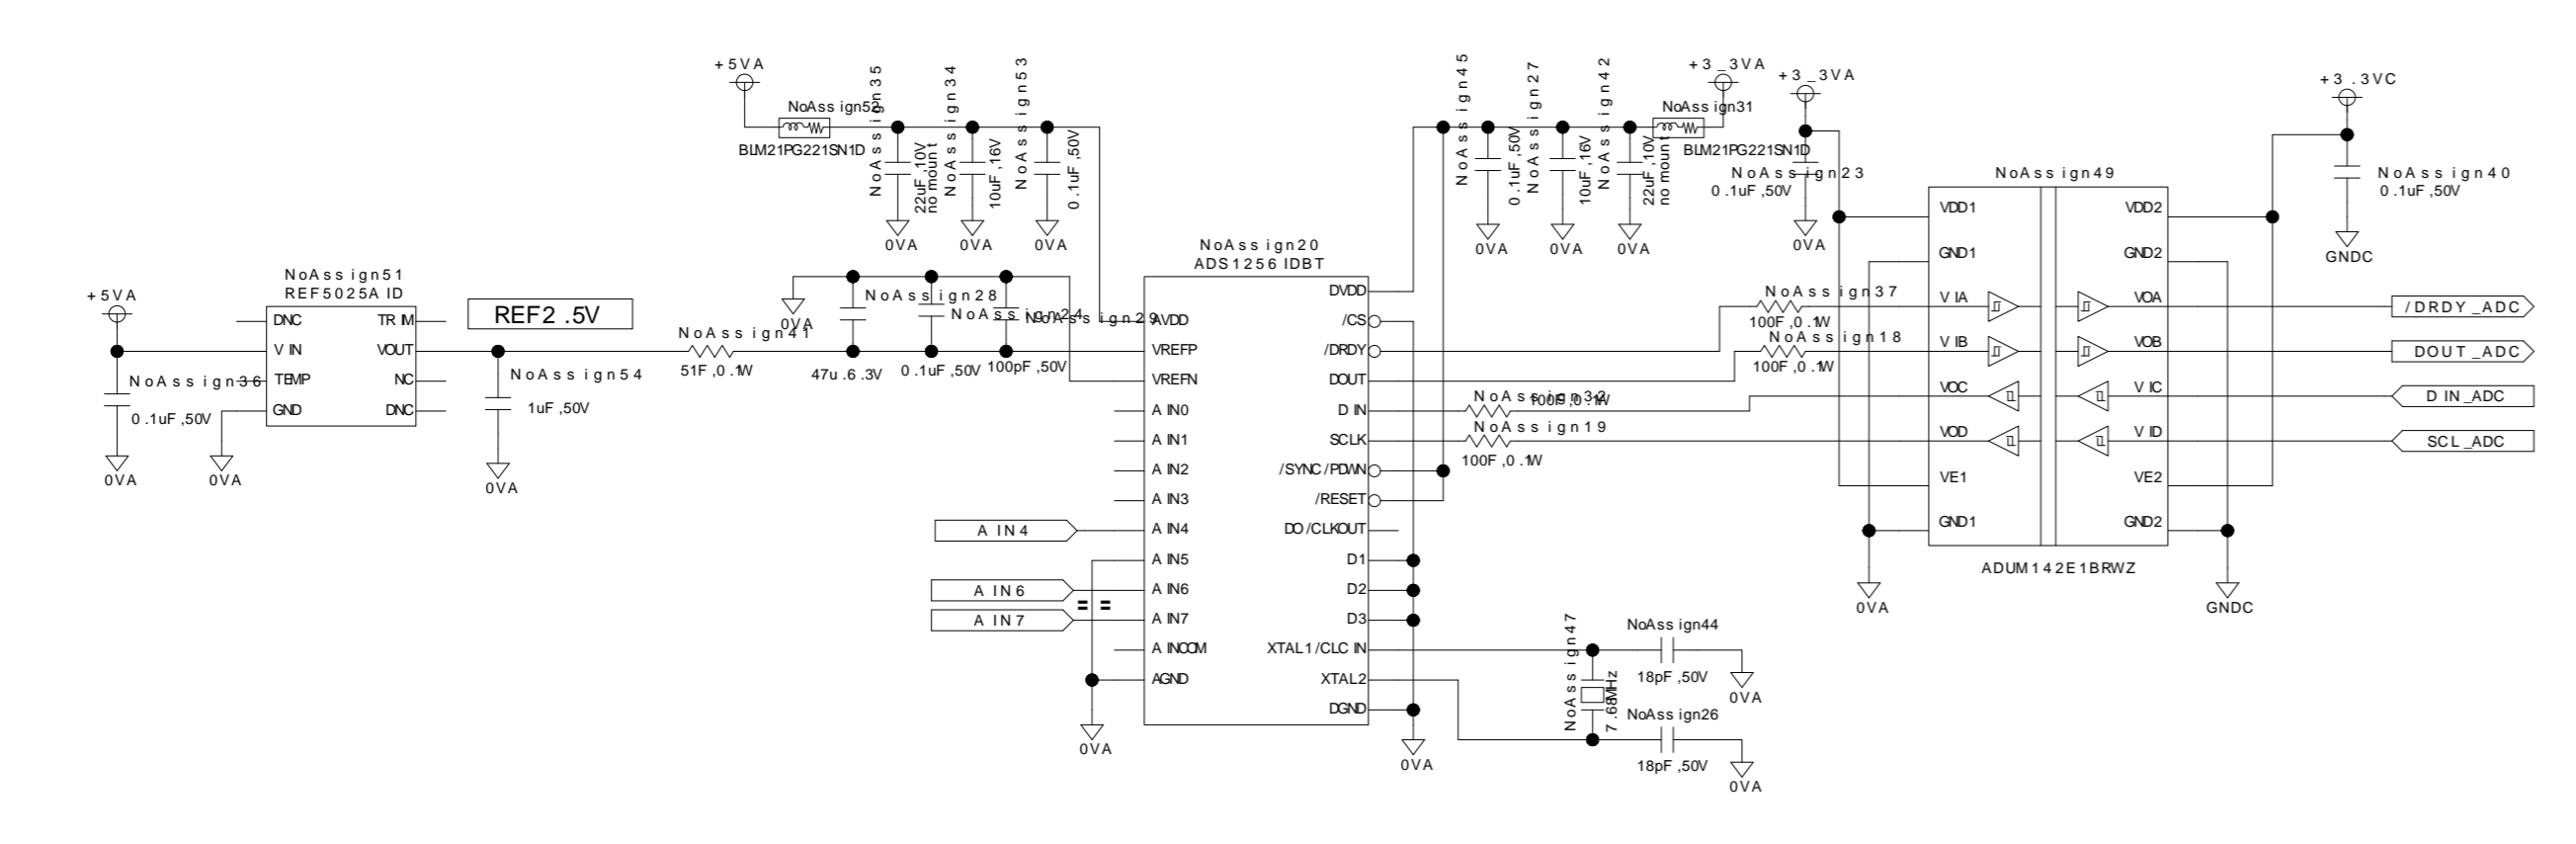 +5VA
NoAssign52
BLM21PG221SN1D
NoAssign35
22uF,10V
no mount
0VA
NoAssign34
10uF,16V
0VA
NoAssign53
0.1uF,50V
0VA
NoAssign45
0.1uF,50V
0VA
NoAssign27
10uF,16V
0VA
NoAssign42
22uF,10V
no mount
0VA
+3_3VA
NoAssign31
BLM21PG221SN1D
+3_3VA
NoAssign23
0.1uF,50V
0VA
+3.3VC
NoAssign40
0.1uF,50V
GNDC
+5VA
NoAssign36
0.1uF,50V
0VA
NoAssign51
REF5025AID
DNC
VIN
TEMP
GND
TRIM
VOUT
NC
DNC
0VA
REF2.5V
NoAssign54
1uF,50V
0VA
NoAssign41
51F,0.1W
0VA
NoAssign28
47u.6.3V
NoAssign24
0.1uF,50V
NoAssign29
100pF,50V
NoAssign20
ADS1256IDBT
AVDD
VREFP
VREFN
AIN0
AIN1
AIN2
AIN3
AIN4
AIN5
AIN6
AIN7
AINCOM
AGND
DVDD
/CS
/DRDY
DOUT
DIN
SCLK
/SYNC/PDWN
/RESET
DO/CLKOUT
D1
D2
D3
XTAL1/CLCIN
XTAL2
DGND
AIN4
AIN6
= =
AIN7
0VA
0VA
NoAssign37
100F,0.1W
NoAssign18
100F,0.1W
NoAssign32
100F,0.1W
NoAssign19
100F,0.1W
NoAssign47
7.68MHz
NoAssign44
18pF,50V
0VA
NoAssign26
18pF,50V
0VA
NoAssign49
VDD1
GND1
VIA
VIB
VOC
VOD
VE1
GND1
VDD2
GND2
VOA
VOB
VIC
VID
VE2
GND2
ADUM142E1BRWZ
0VA
GNDC
/DRDY_ADC
DOUT_ADC
DIN_ADC
SCL_ADC